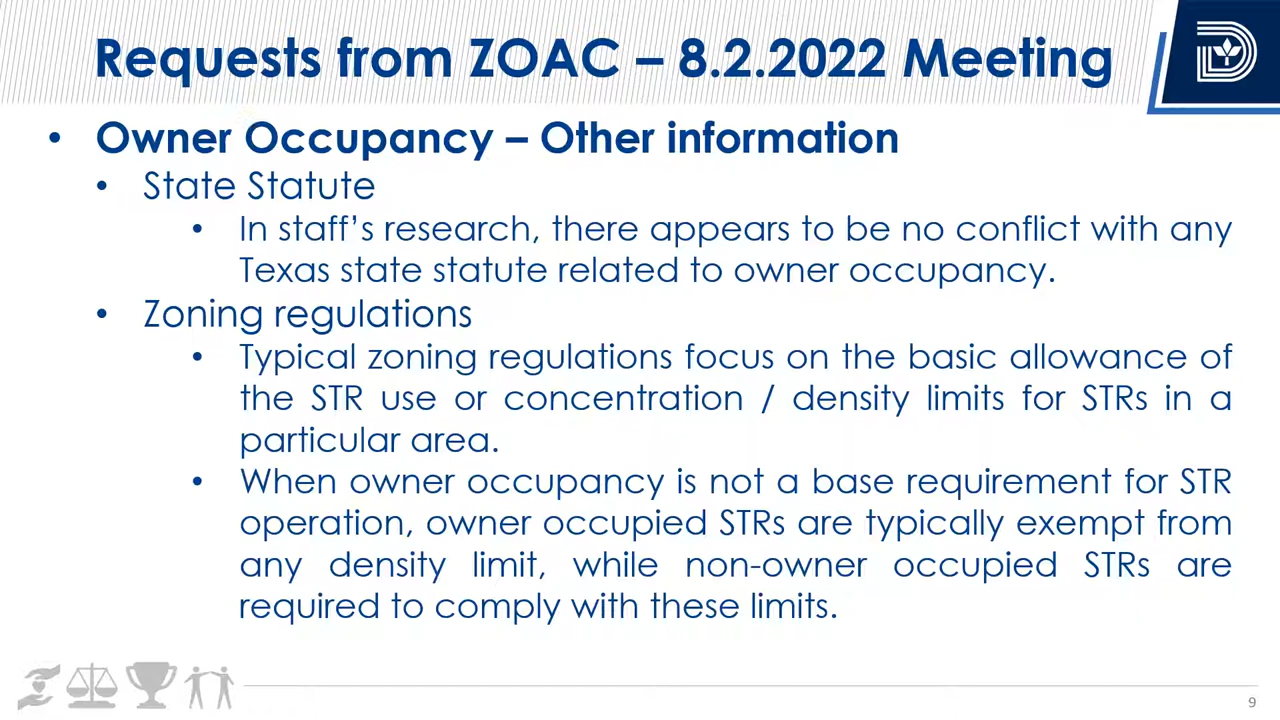 Requests from ZOAC – 8.2.2022 Meeting
• Owner Occupancy – Other information
• State Statute
• In staff’s research, there appears to be no conflict with any
Texas state statute related to owner occupancy.
• Zoning regulations
• Typical zoning regulations focus on the basic allowance of
the STR use or concentration / density limits for STRs in a
particular area.
• When owner occupancy is not a base requirement for STR
operation, owner occupied STRs are typically exempt from
any density limit, while non-owner occupied STRs are
required to comply with these limits.
9